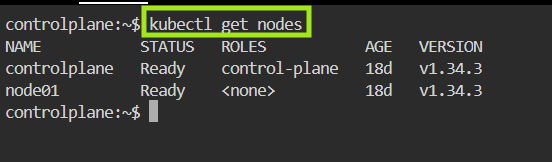 controlplane:~$ kubectl get nodes
NAME           STATUS   ROLES           AGE   VERSION
controlplane   Ready    control-plane   18d   v1.34.3
node01         Ready    <none>          18d   v1.34.3
controlplane:~$